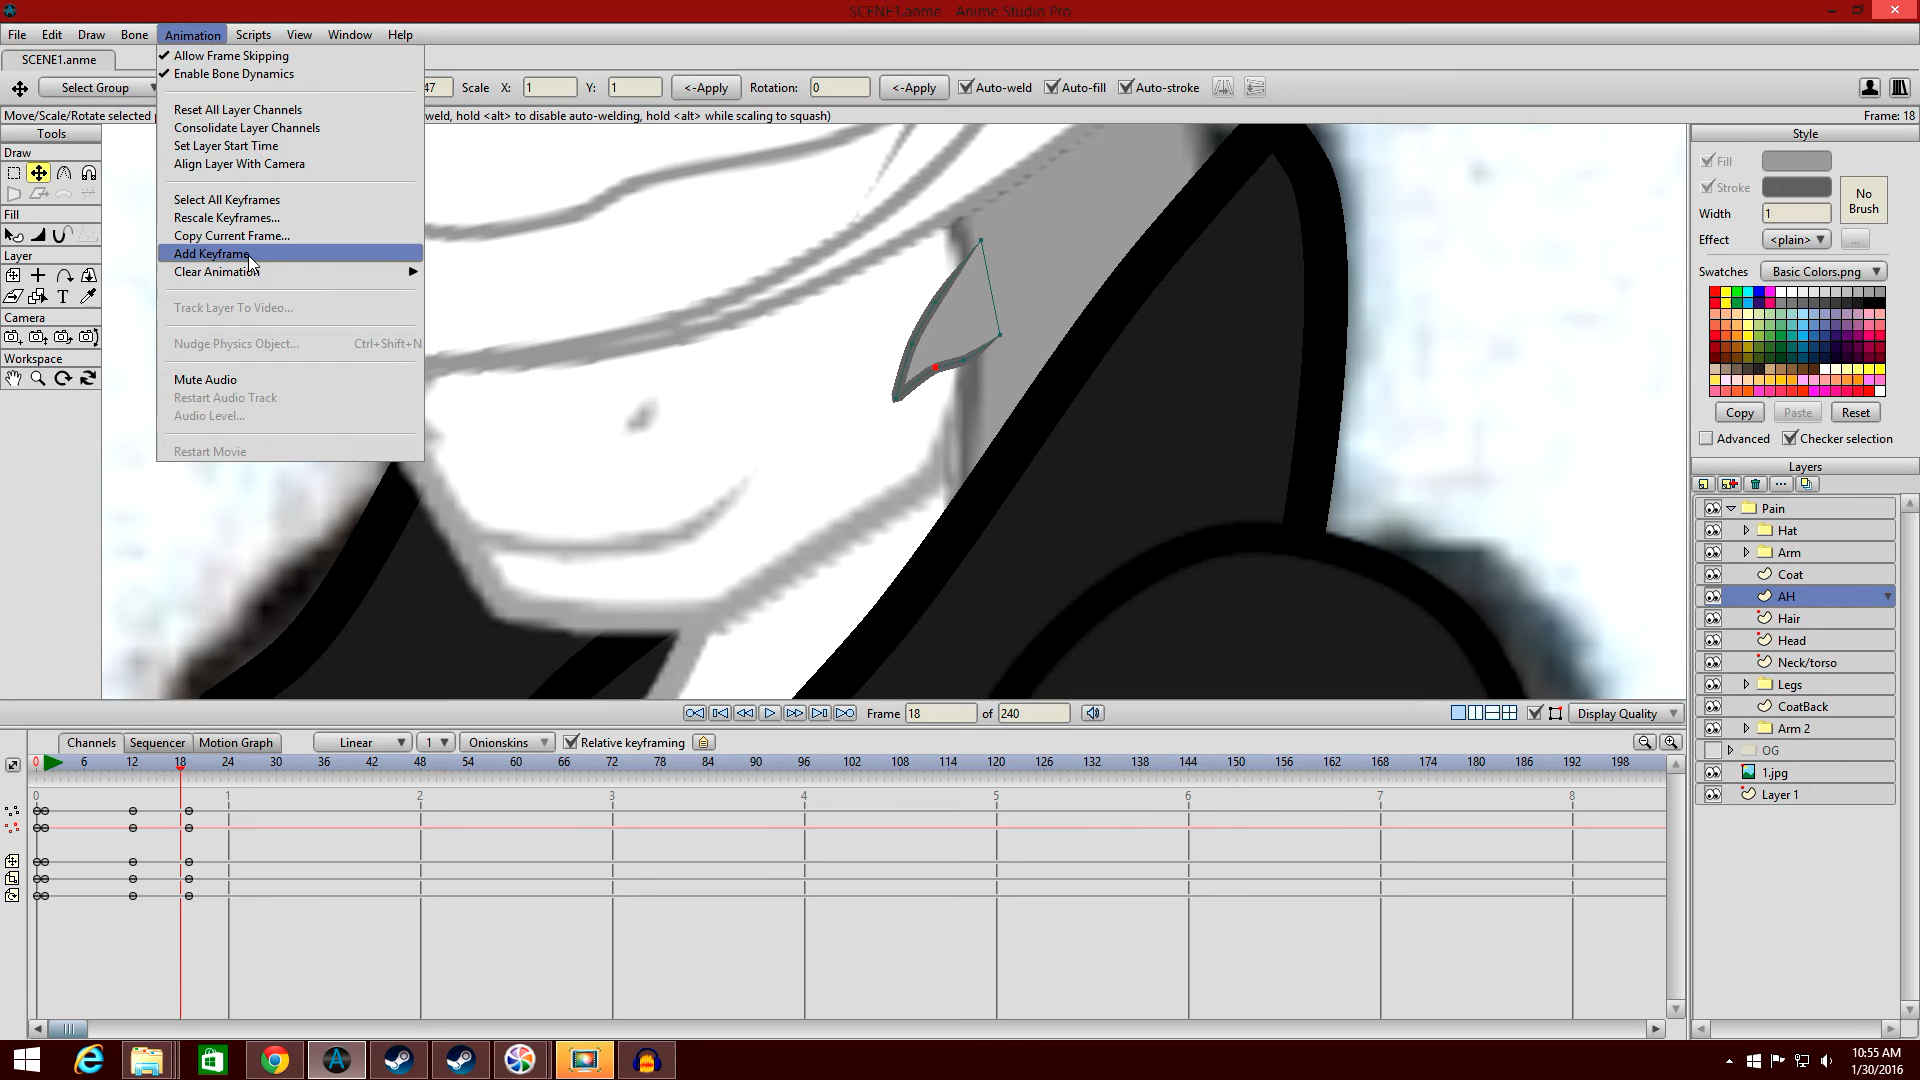 SCENE1.anme - Anime Studio Pro
File Edit Draw Bone Animation Scripts View Window Help
SCENE1.anme
Select Group 47 Scale X: 1 Y: 1 <-Apply Rotation: 0 <-Apply Auto-weld Auto-fill Auto-stroke
Move/Scale/Rotate selected weld, hold <alt> to disable auto-welding, hold <alt> while scaling to squash) Frame: 18
Allow Frame Skipping
Enable Bone Dynamics
Reset All Layer Channels
Consolidate Layer Channels
Set Layer Start Time
Align Layer With Camera
Select All Keyframes
Rescale Keyframes...
Copy Current Frame...
Add Keyframe
Clear Animation
Track Layer To Video...
Nudge Physics Object... Ctrl+Shift+N
Mute Audio
Restart Audio Track
Audio Level...
Restart Movie
Tools
Draw
Fill
Layer
T
Camera
Workspace
Style
Fill
Stroke
No Brush
Width 1
Effect <plain> ...
Swatches Basic Colors.png
Copy Paste Reset
Advanced Checker selection
Layers
Pain
Hat
Arm
Coat
AH
Hair
Head
Neck/torso
Legs
CoatBack
Arm 2
OG
1.jpg
Layer 1
Frame 18 of 240 Display Quality
Channels Sequencer Motion Graph Linear 1 Onionskins Relative keyframing
0 6 12 18 24 30 36 42 48 54 60 66 72 78 84 90 96 102 108 114 120 126 132 138 144 150 156 162 168 174 180 186 192 198
0 1 2 3 4 5 6 7 8
10:55 AM
1/30/2016